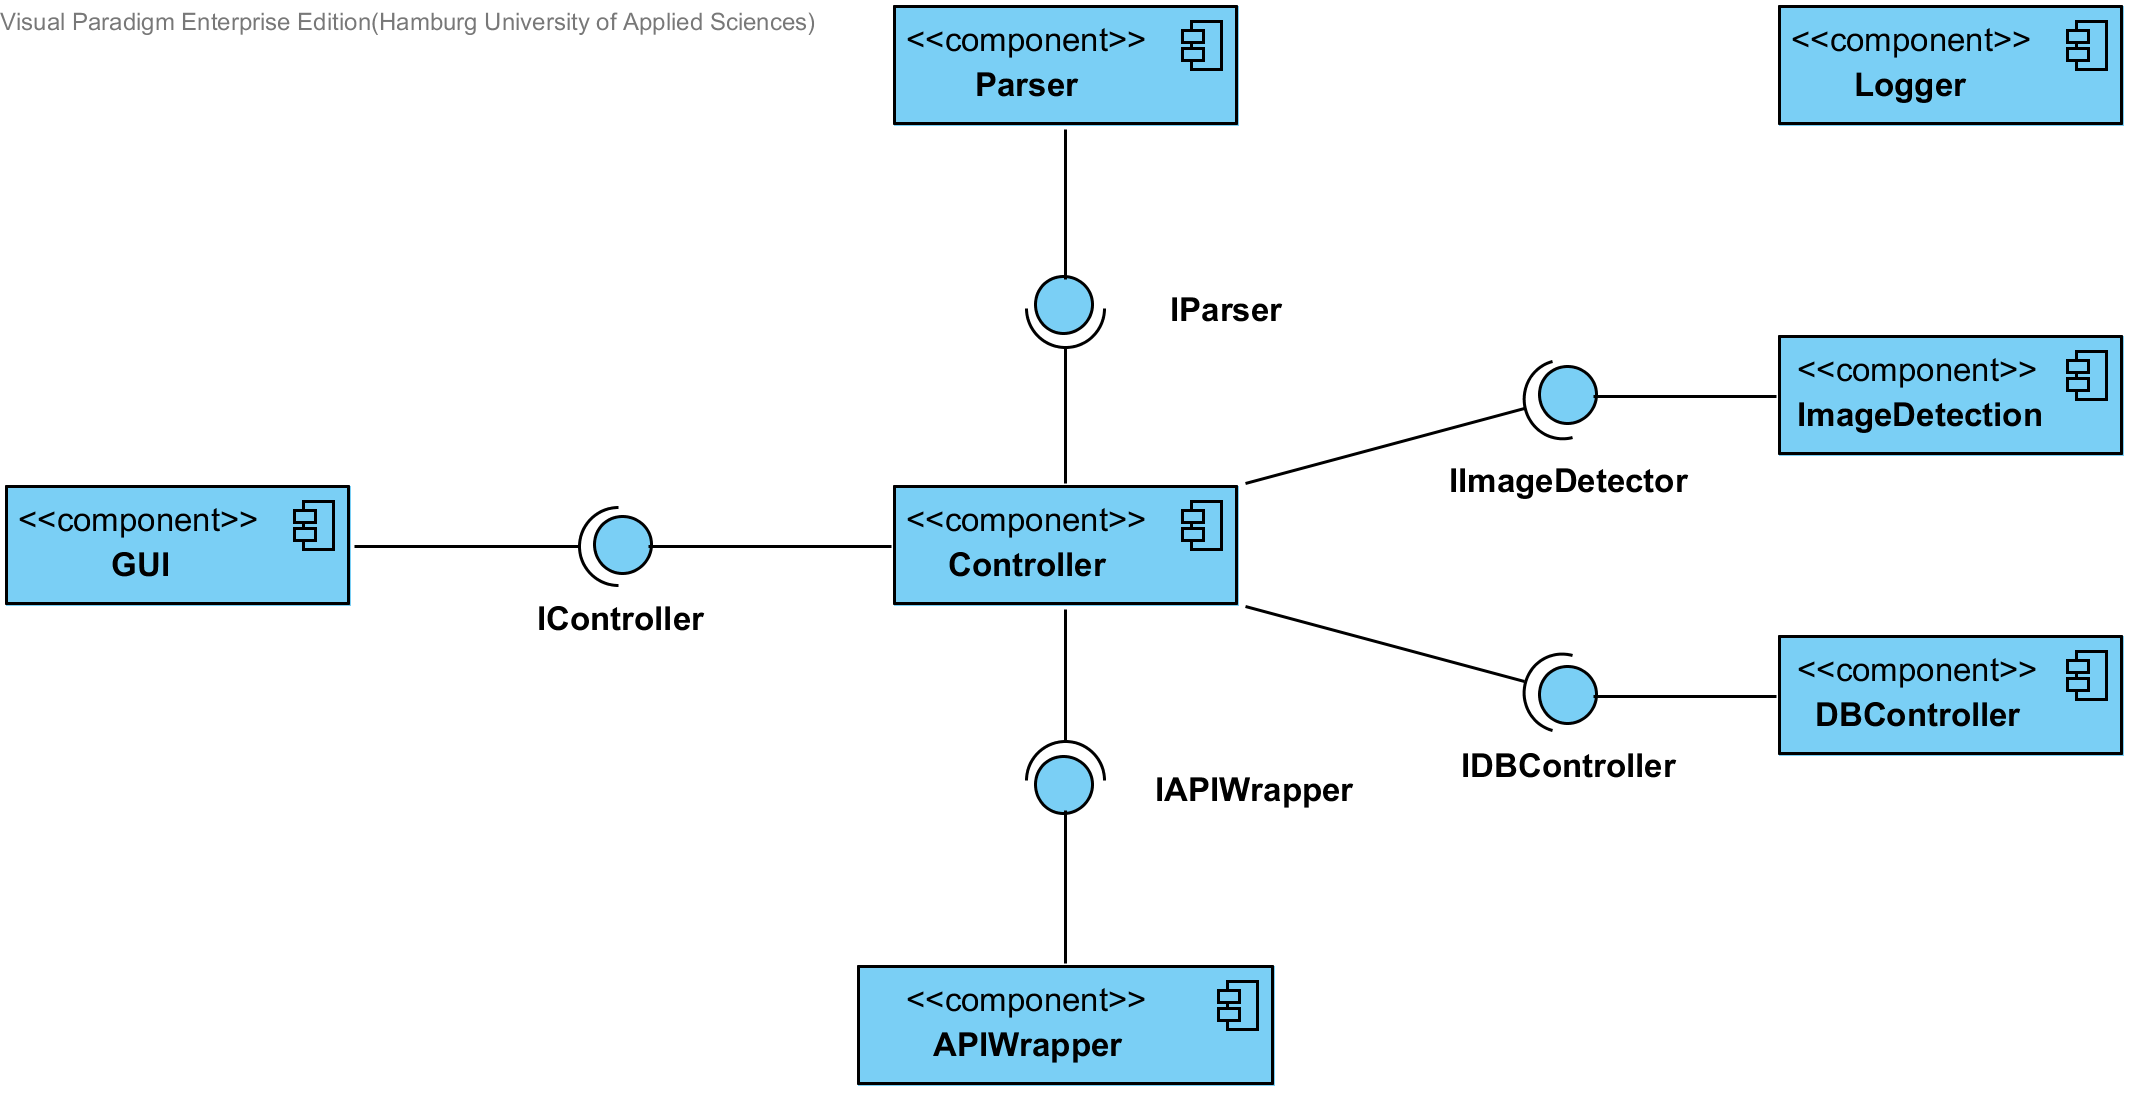 Visual Paradigm Enterprise Edition(Hamburg University of Applied Sciences)
<<component>>
Parser
<<component>>
Logger
IParser
<<component>>
ImageDetection
IImageDetector
<<component>>
GUI
IController
<<component>>
Controller
<<component>>
DBController
IDBController
IAPIWrapper
<<component>>
APIWrapper